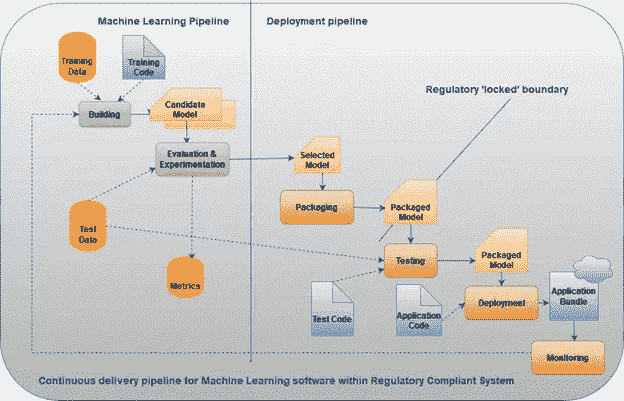 Machine Learning Pipeline
Deployment pipeline
Training
Data
Training
Code
Regulatory 'locked' boundary
Building
Candidate
Model
Evaluation &
Experimentation
Selected
Model
Packaging
Packaged
Model
Test
Data
Testing
Packaged
Model
Metrics
Test Code
Application
Code
Deployment
Application
Bundle
Monitoring
Continuous delivery pipeline for Machine Learning software within Regulatory Compliant System